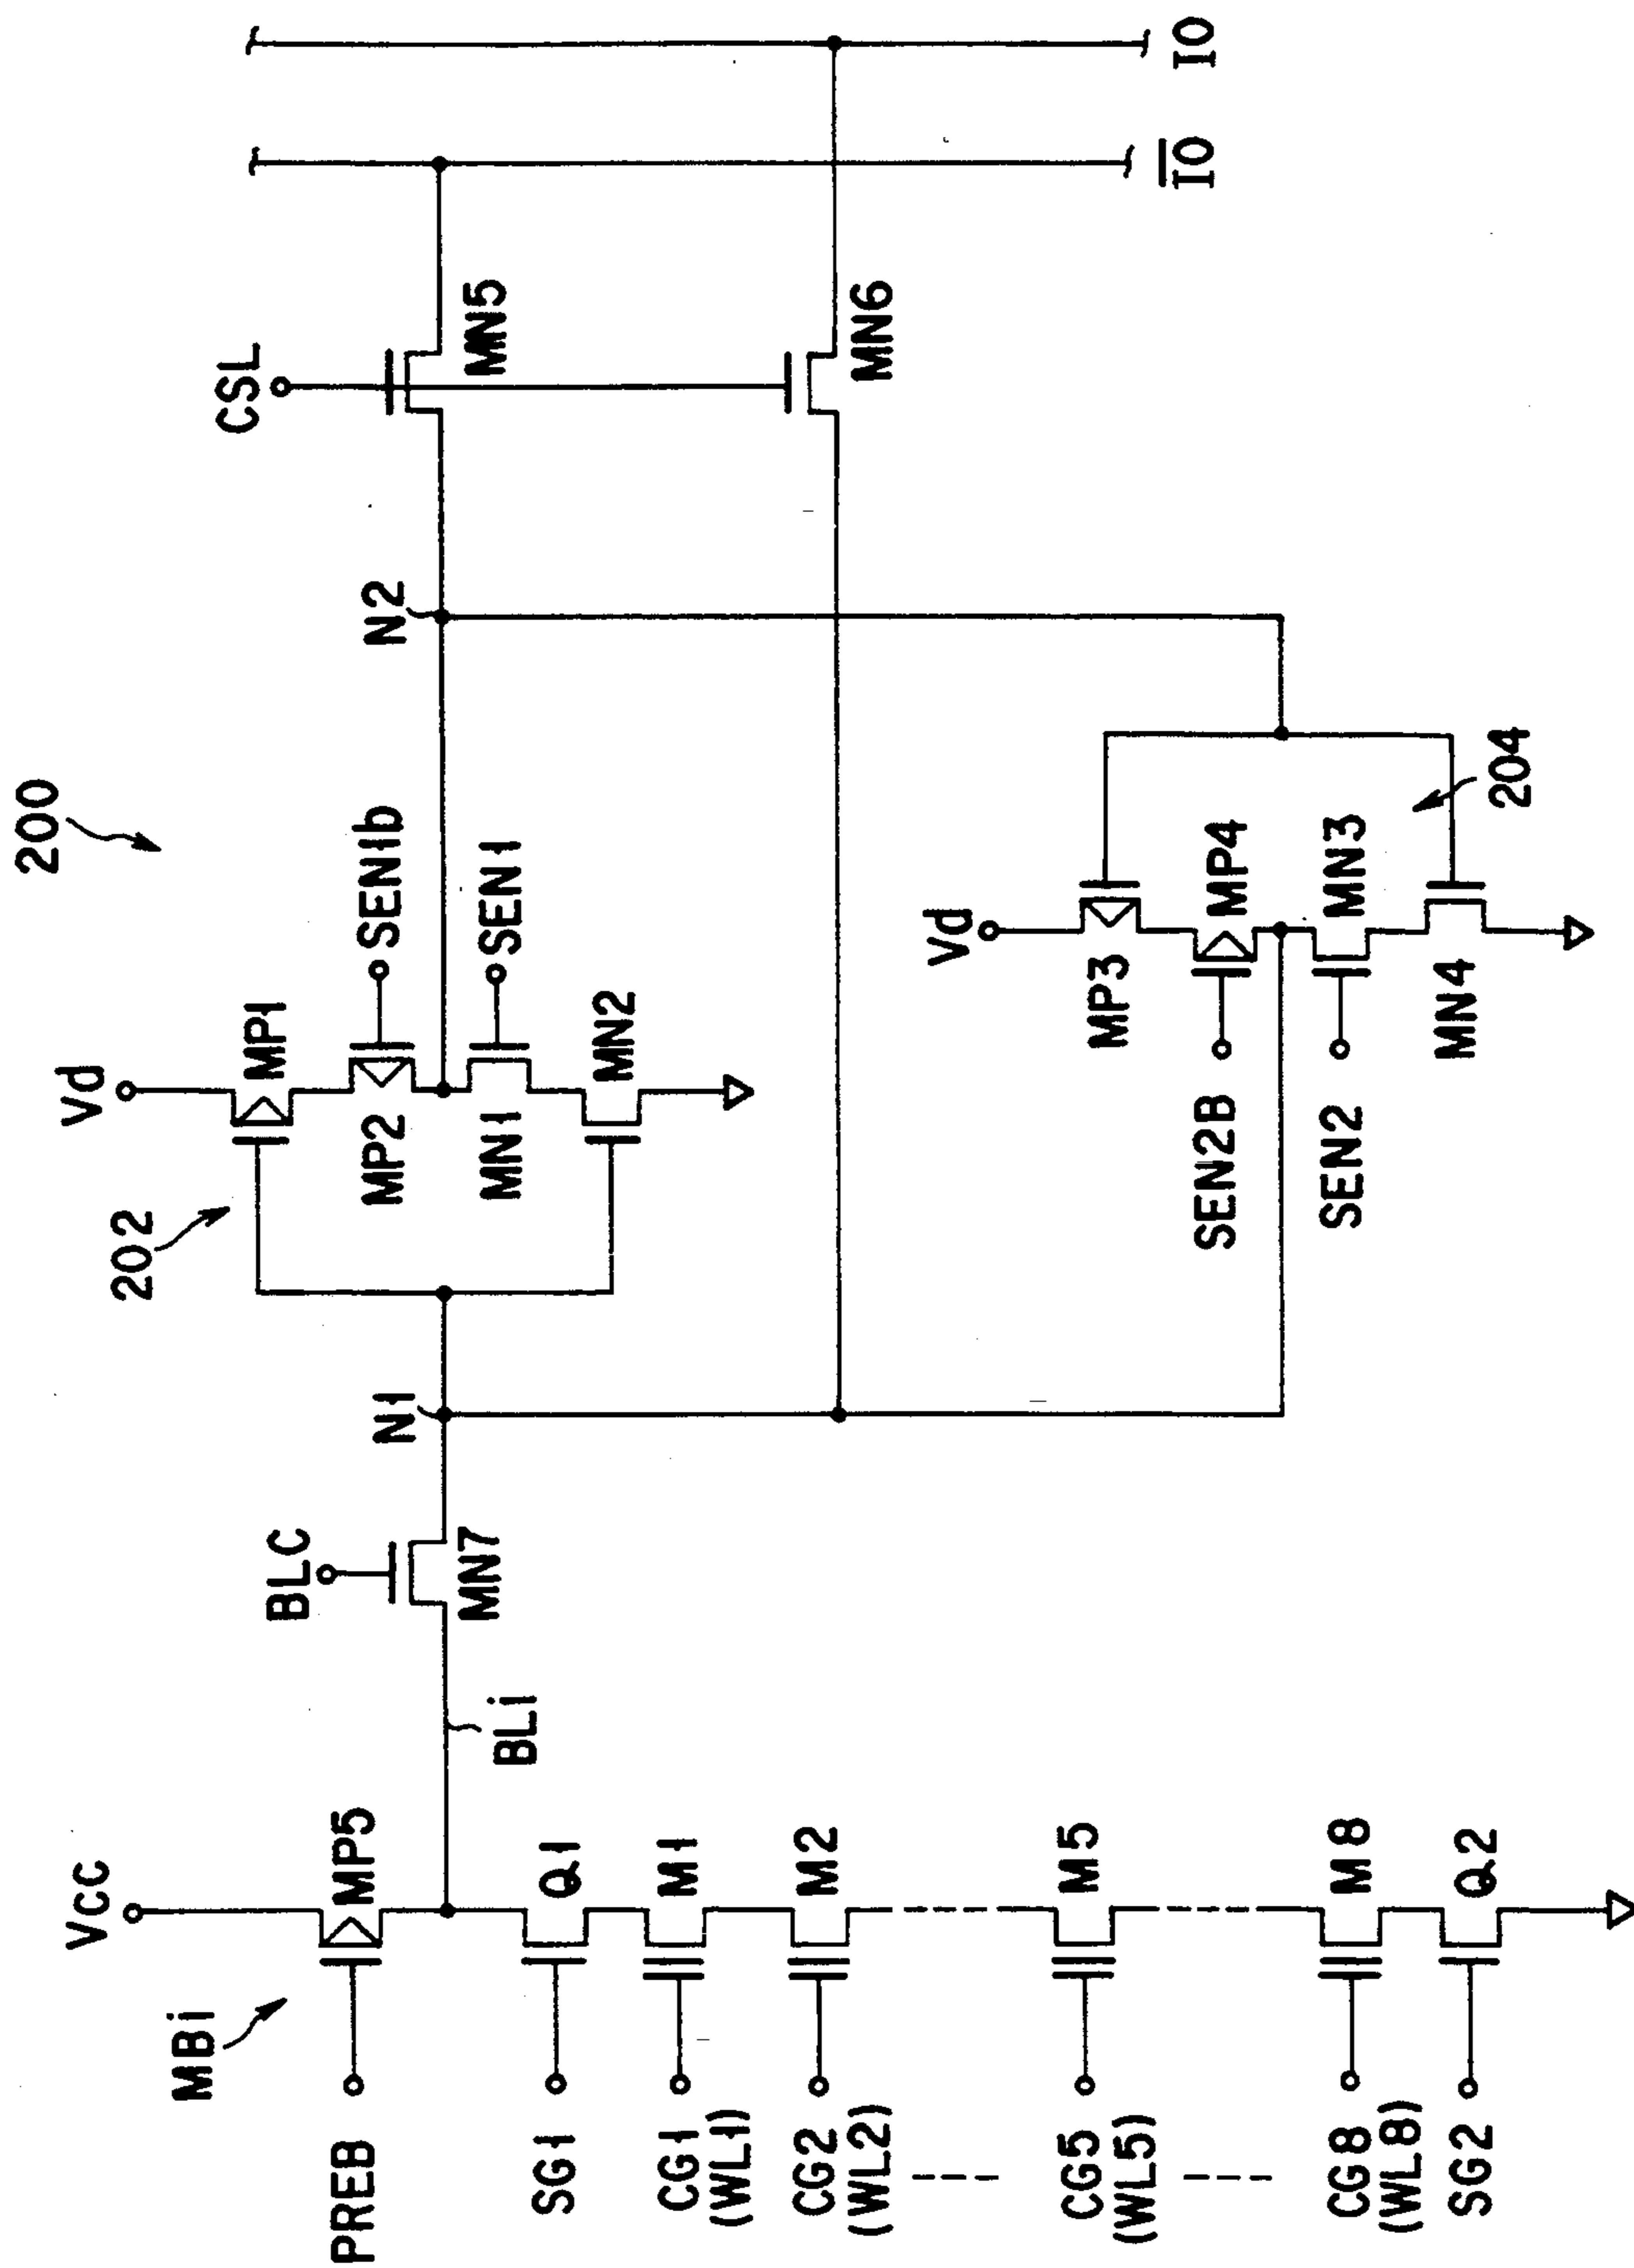 200
Vcc
MBi
PREB
MP5
SG1
Q1
CG1
(WL1)
M1
CG2
(WL2)
M2
CG5
(WL5)
M5
CG8
(WL8)
M8
SG2
Q2
BLi
BLC
MN7
N1
202
Vd
MP1
MP2
SEN1b
MN1
SEN1
MN2
N2
CSL
MN5
MN6
IO
IO
Vd
MP3
SEN2B
MP4
SEN2
MN3
MN4
204